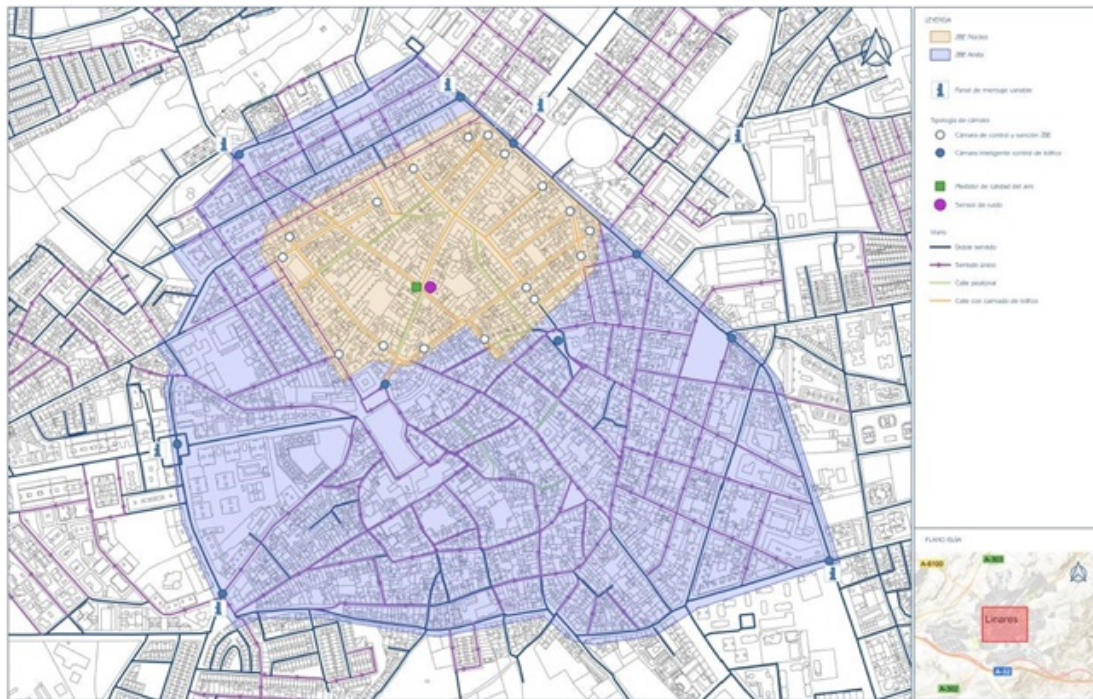 LEYENDA
ZBE Núcleo
ZBE Anillo
Panel de mensaje variable
Tipología de cámara
Cámara de control y sanción ZBE
Cámara inteligente control de tráfico
Medidor de calidad del aire
Sensor de ruido
Viario
Doble sentido
Sentido único
Calle peatonal
Calle con calmado de tráfico
PLANO GUÍA
A-6100
A-303
Linares
A-32